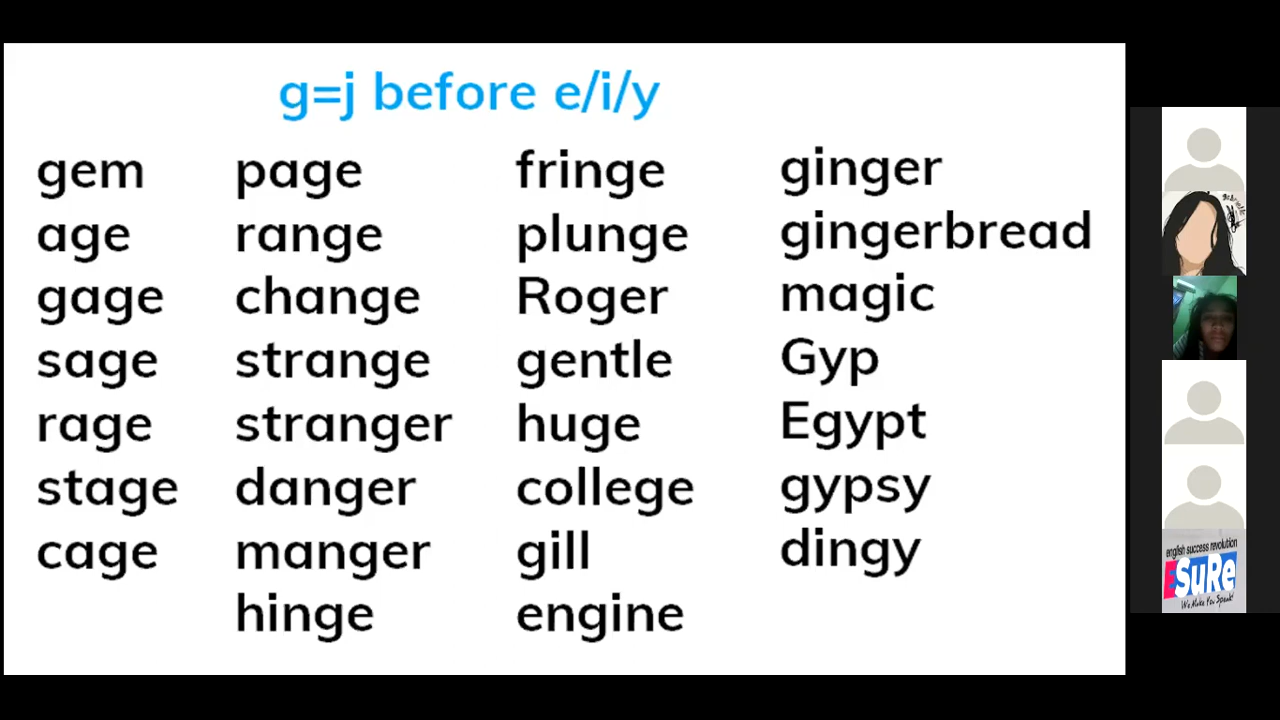 g=j before e/i/y
gem
age
gage
sage
rage
stage
cage
page
range
change
strange
stranger
danger
manger
hinge
fringe
plunge
Roger
gentle
huge
college
gill
engine
ginger
gingerbread
magic
Gyp
Egypt
gypsy
dingy
english success revolution
ESuRe
We Make You Speak!